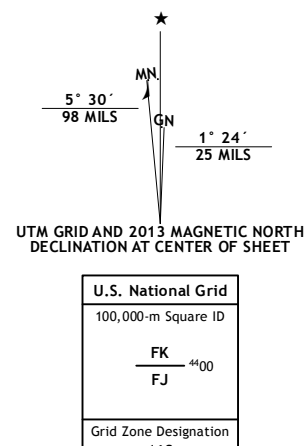 ★
MN.
5° 30´
98 MILS
GN
1° 24´
25 MILS
UTM GRID AND 2013 MAGNETIC NORTH
DECLINATION AT CENTER OF SHEET
U.S. National Grid
100,000-m Square ID
FK
⁴⁴00
FJ
Grid Zone Designation